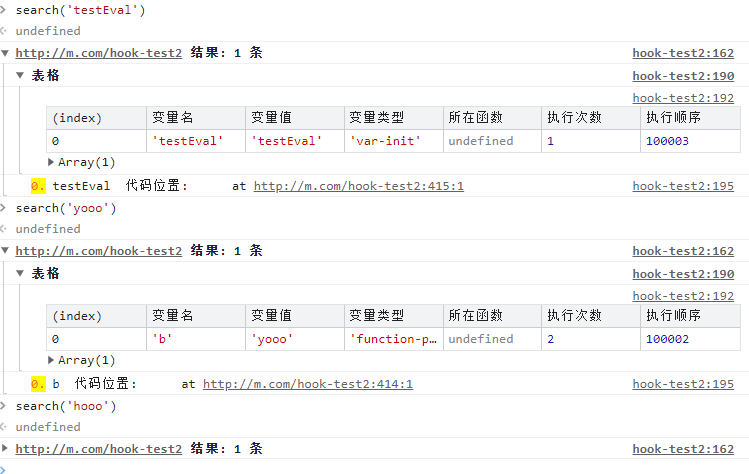 search('testEval')
undefined
http://m.com/hook-test2 结果: 1 条 hook-test2:162
表格 hook-test2:190
hook-test2:192
(index) 变量名 变量值 变量类型 所在函数 执行次数 执行顺序
0 'testEval' 'testEval' 'var-init' undefined 1 100003
Array(1)
0. testEval 代码位置: at http://m.com/hook-test2:415:1 hook-test2:195
search('yooo')
undefined
http://m.com/hook-test2 结果: 1 条 hook-test2:162
表格 hook-test2:190
hook-test2:192
(index) 变量名 变量值 变量类型 所在函数 执行次数 执行顺序
0 'b' 'yooo' 'function-p… undefined 2 100002
Array(1)
0. b 代码位置: at http://m.com/hook-test2:414:1 hook-test2:195
search('hooo')
undefined
http://m.com/hook-test2 结果: 1 条 hook-test2:162